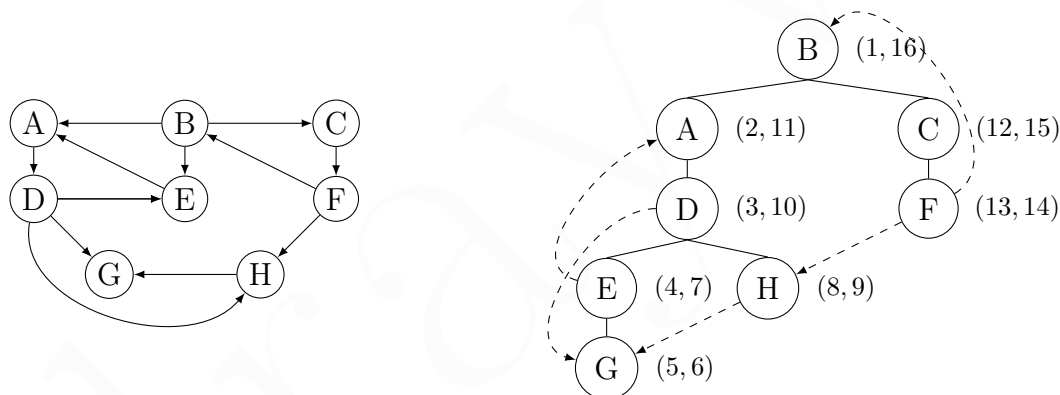 B (1, 16)
A B C
A (2, 11) C (12, 15)
D E F
D (3, 10) F (13, 14)
G H
E (4, 7) H (8, 9)
G (5, 6)